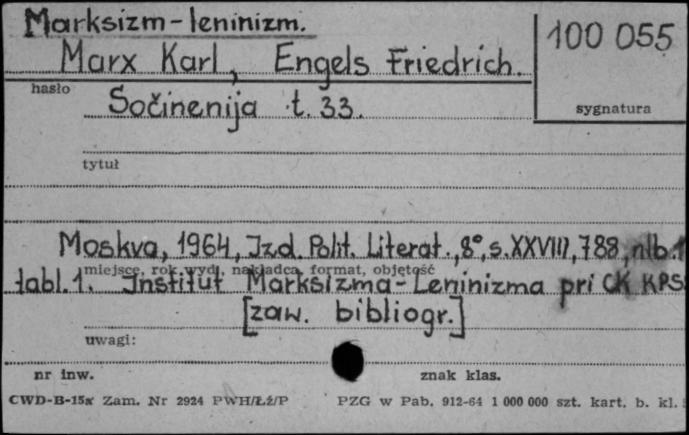 Marksizm-leninizm.
100 055
Marx Karl, Engels Friedrich.
hasło
Sočinenija t. 33.
sygnatura
tytuł
Moskva, 1964, Izd. Polit. Literat., 8°, s. XXVIII, 788, nlb. 1
miejsce, rok wyd., nakładca, format, objętość
tabl. 1. Institut Marksizma-Leninizma pri CK KPS
[zaw. bibliogr.]
uwagi:
nr inw. znak klas.
CWD-B-15x Zam. Nr 2924 PWH/Łż/P PZG w Pab. 912-64 1 000 000 szt. kart. b. kl.